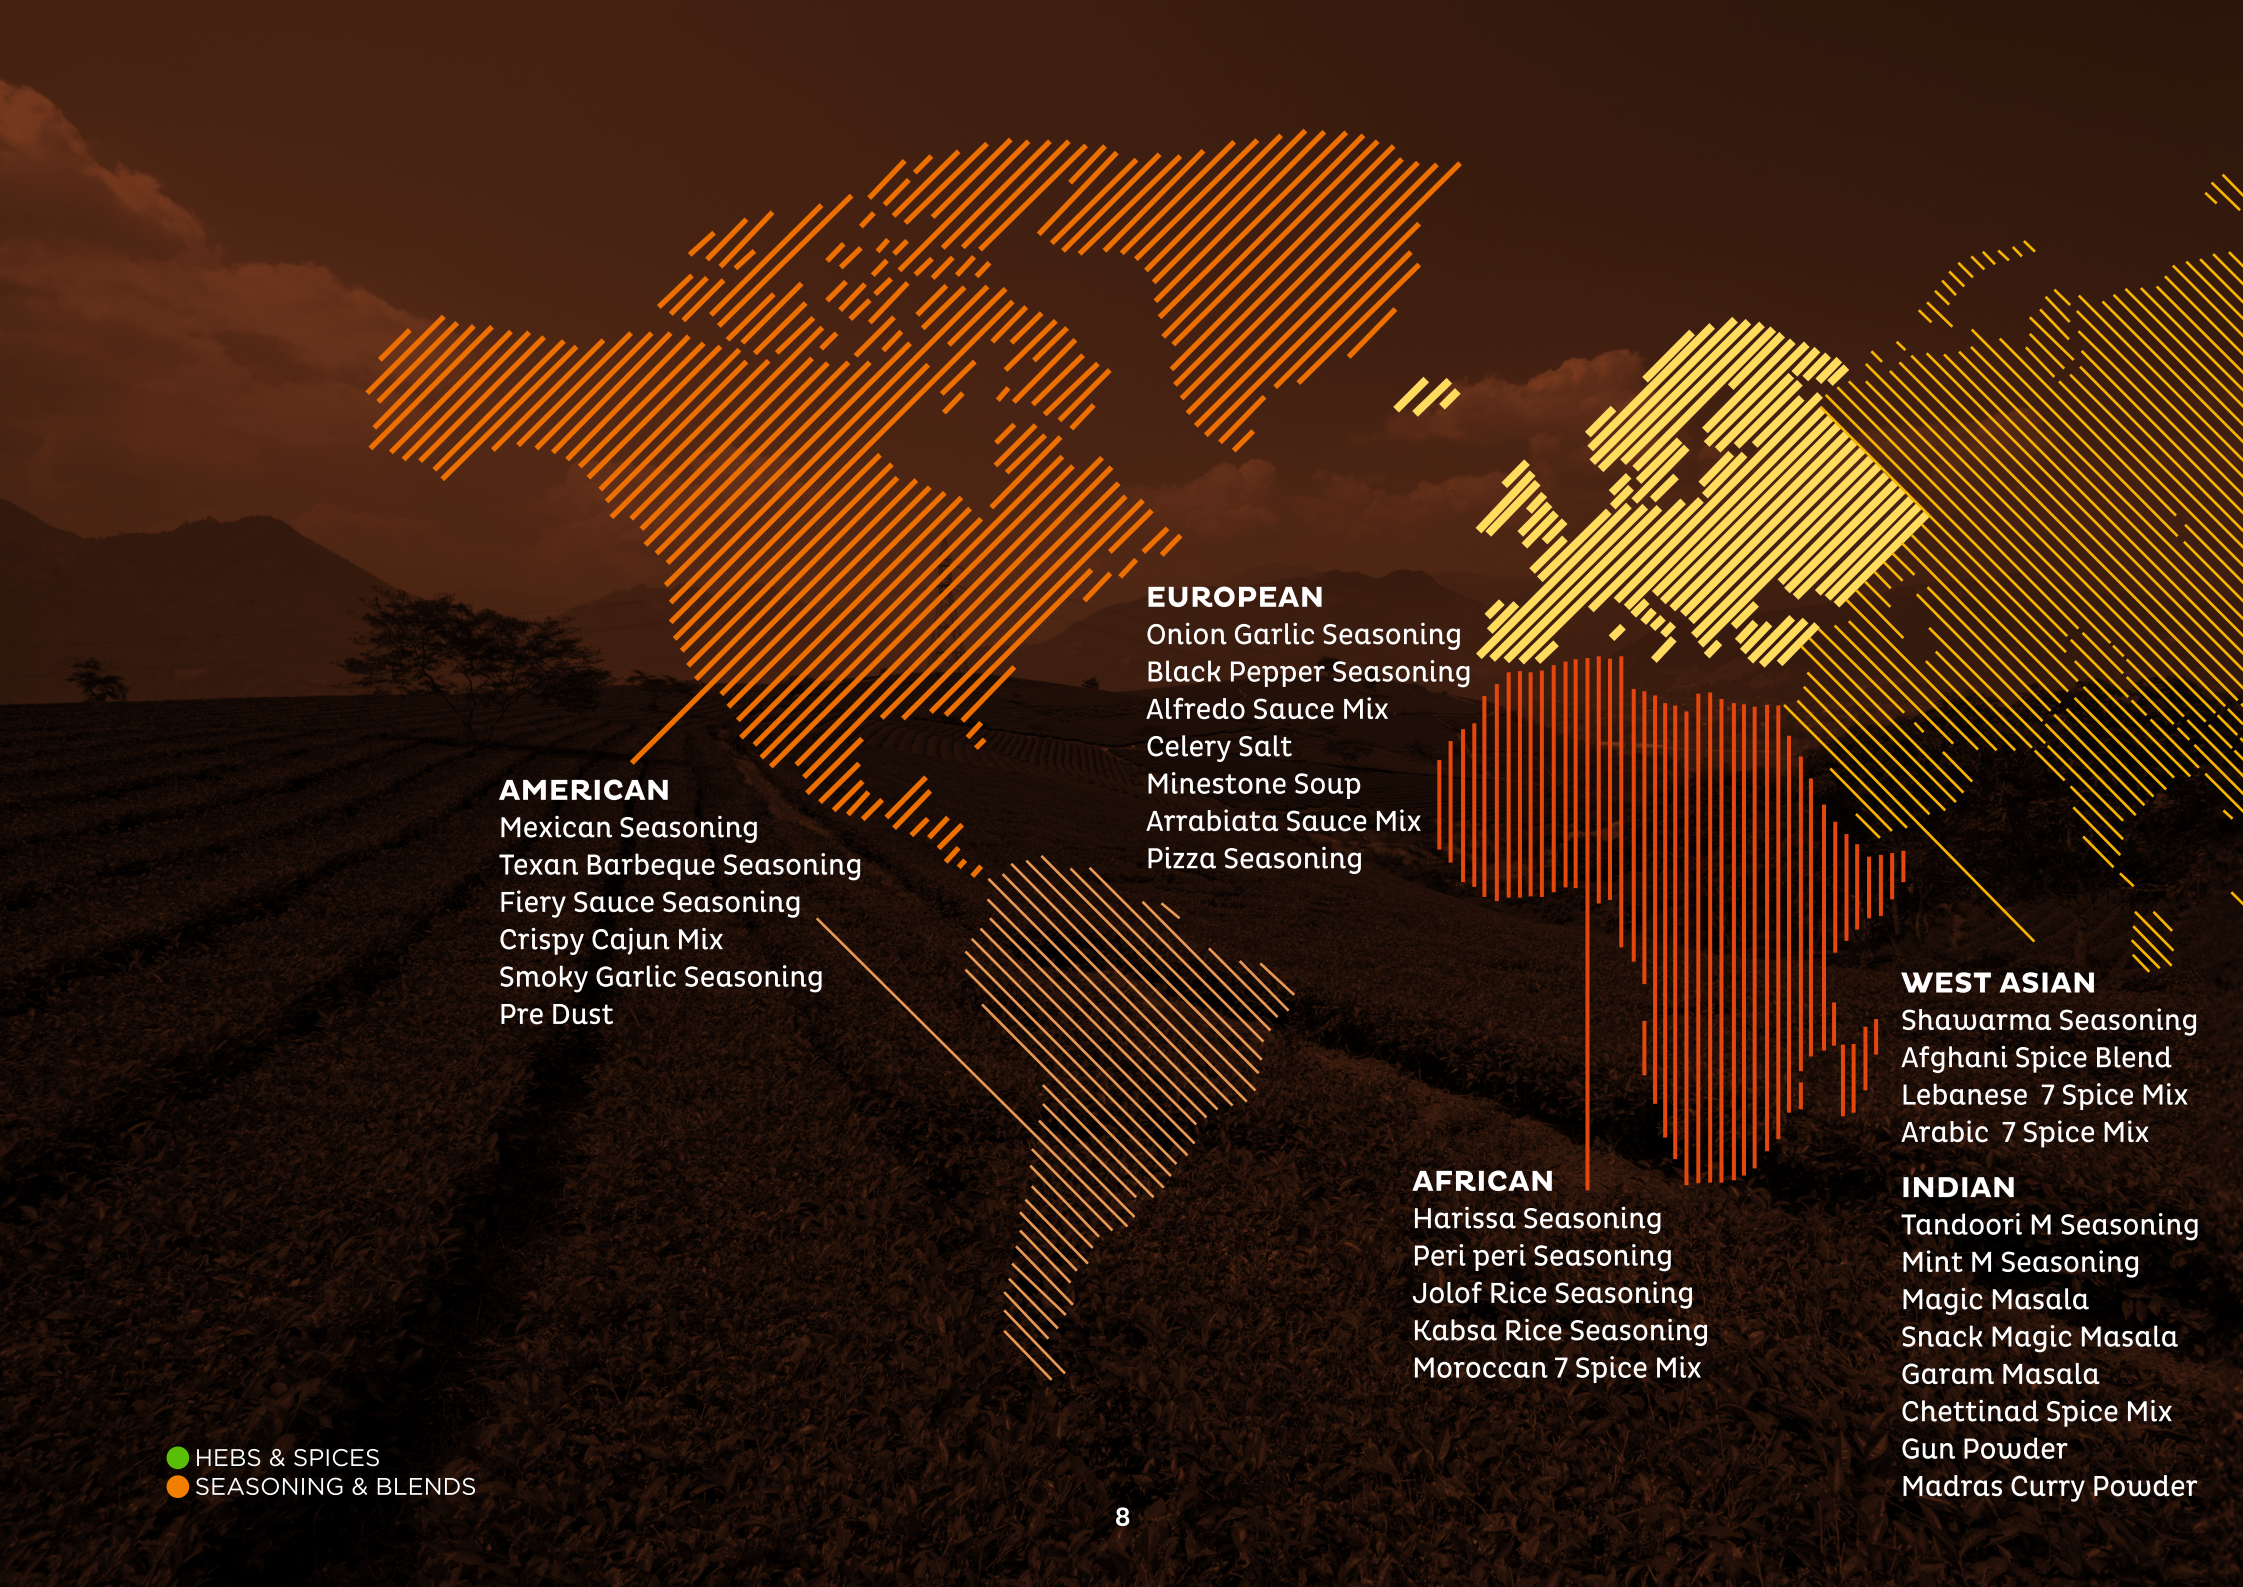 EUROPEAN
Onion Garlic Seasoning
Black Pepper Seasoning
Alfredo Sauce Mix
Celery Salt
Minestone Soup
Arrabiata Sauce Mix
Pizza Seasoning
AMERICAN
Mexican Seasoning
Texan Barbeque Seasoning
Fiery Sauce Seasoning
Crispy Cajun Mix
Smoky Garlic Seasoning
Pre Dust
WEST ASIAN
Shawarma Seasoning
Afghani Spice Blend
Lebanese 7 Spice Mix
Arabic 7 Spice Mix
AFRICAN
Harissa Seasoning
Peri peri Seasoning
Jolof Rice Seasoning
Kabsa Rice Seasoning
Moroccan 7 Spice Mix
INDIAN
Tandoori M Seasoning
Mint M Seasoning
Magic Masala
Snack Magic Masala
Garam Masala
Chettinad Spice Mix
Gun Powder
Madras Curry Powder
HEBS & SPICES
SEASONING & BLENDS
8